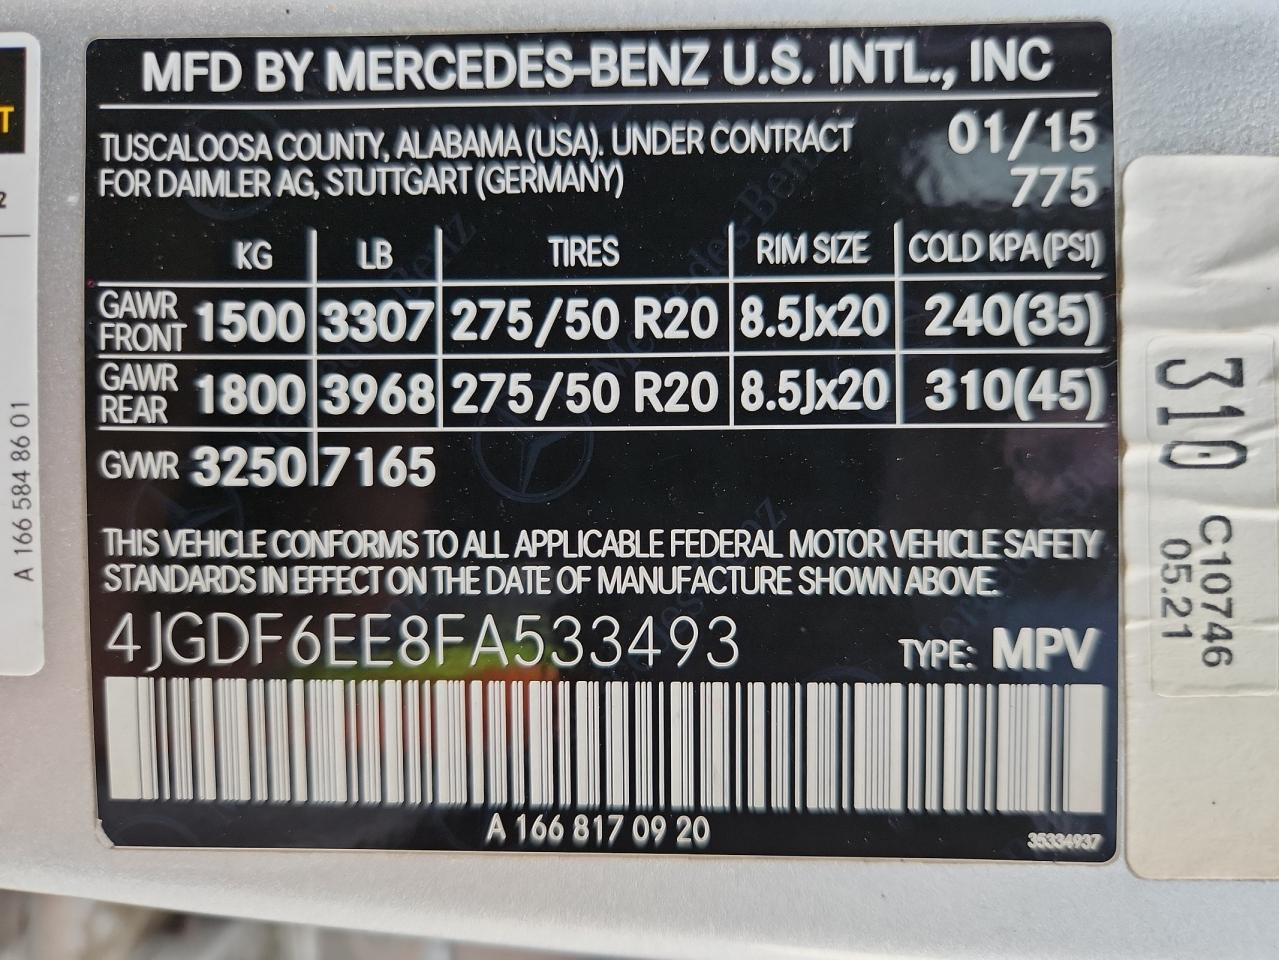 MFD BY MERCEDES-BENZ U.S. INTL., INC
TUSCALOOSA COUNTY, ALABAMA (USA). UNDER CONTRACT
FOR DAIMLER AG, STUTTGART (GERMANY)
01/15
775
KG LB TIRES RIM SIZE COLD KPA (PSI)
GAWR FRONT 1500 3307 275/50 R20 8.5Jx20 240(35)
GAWR REAR 1800 3968 275/50 R20 8.5Jx20 310(45)
GVWR 3250 7165
THIS VEHICLE CONFORMS TO ALL APPLICABLE FEDERAL MOTOR VEHICLE SAFETY
STANDARDS IN EFFECT ON THE DATE OF MANUFACTURE SHOWN ABOVE.
4JGDF6EE8FA533493 TYPE: MPV
A 166 817 09 20
35334937
A 166 584 86 01
T
2
310
C10746
05.21